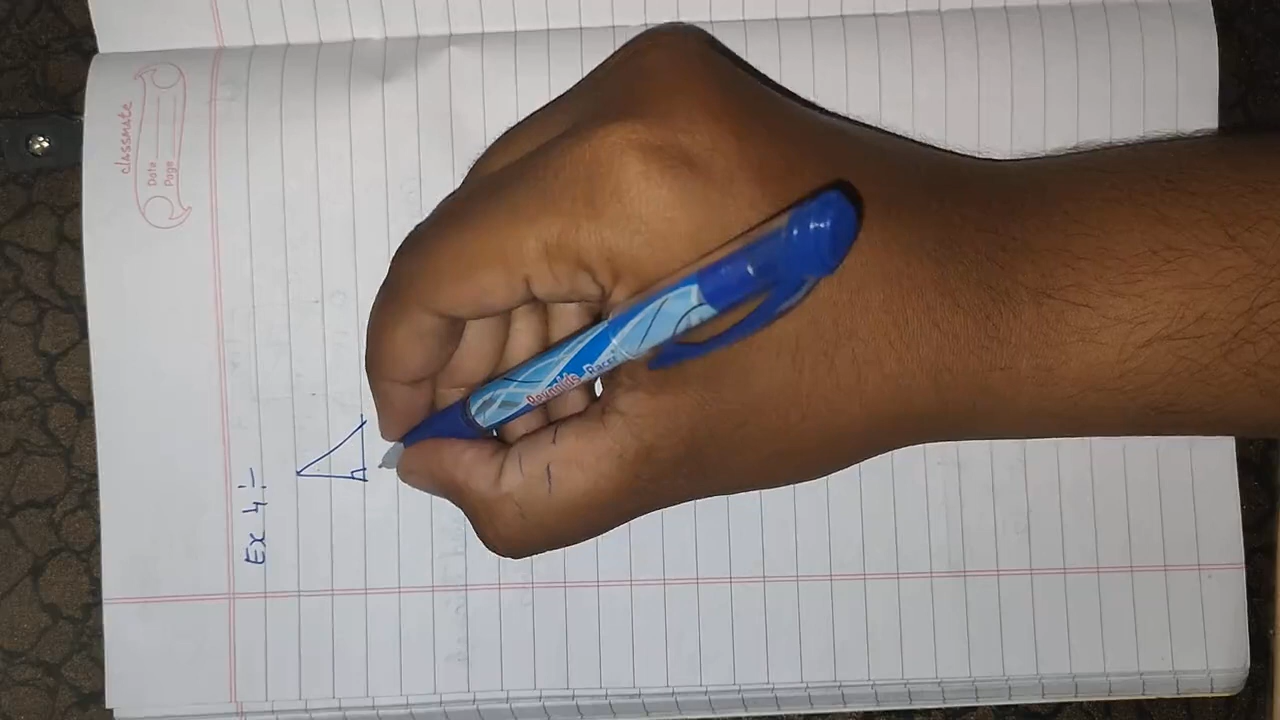 classmate
Date
Page
Ex 4 :-
Reynolds RACER